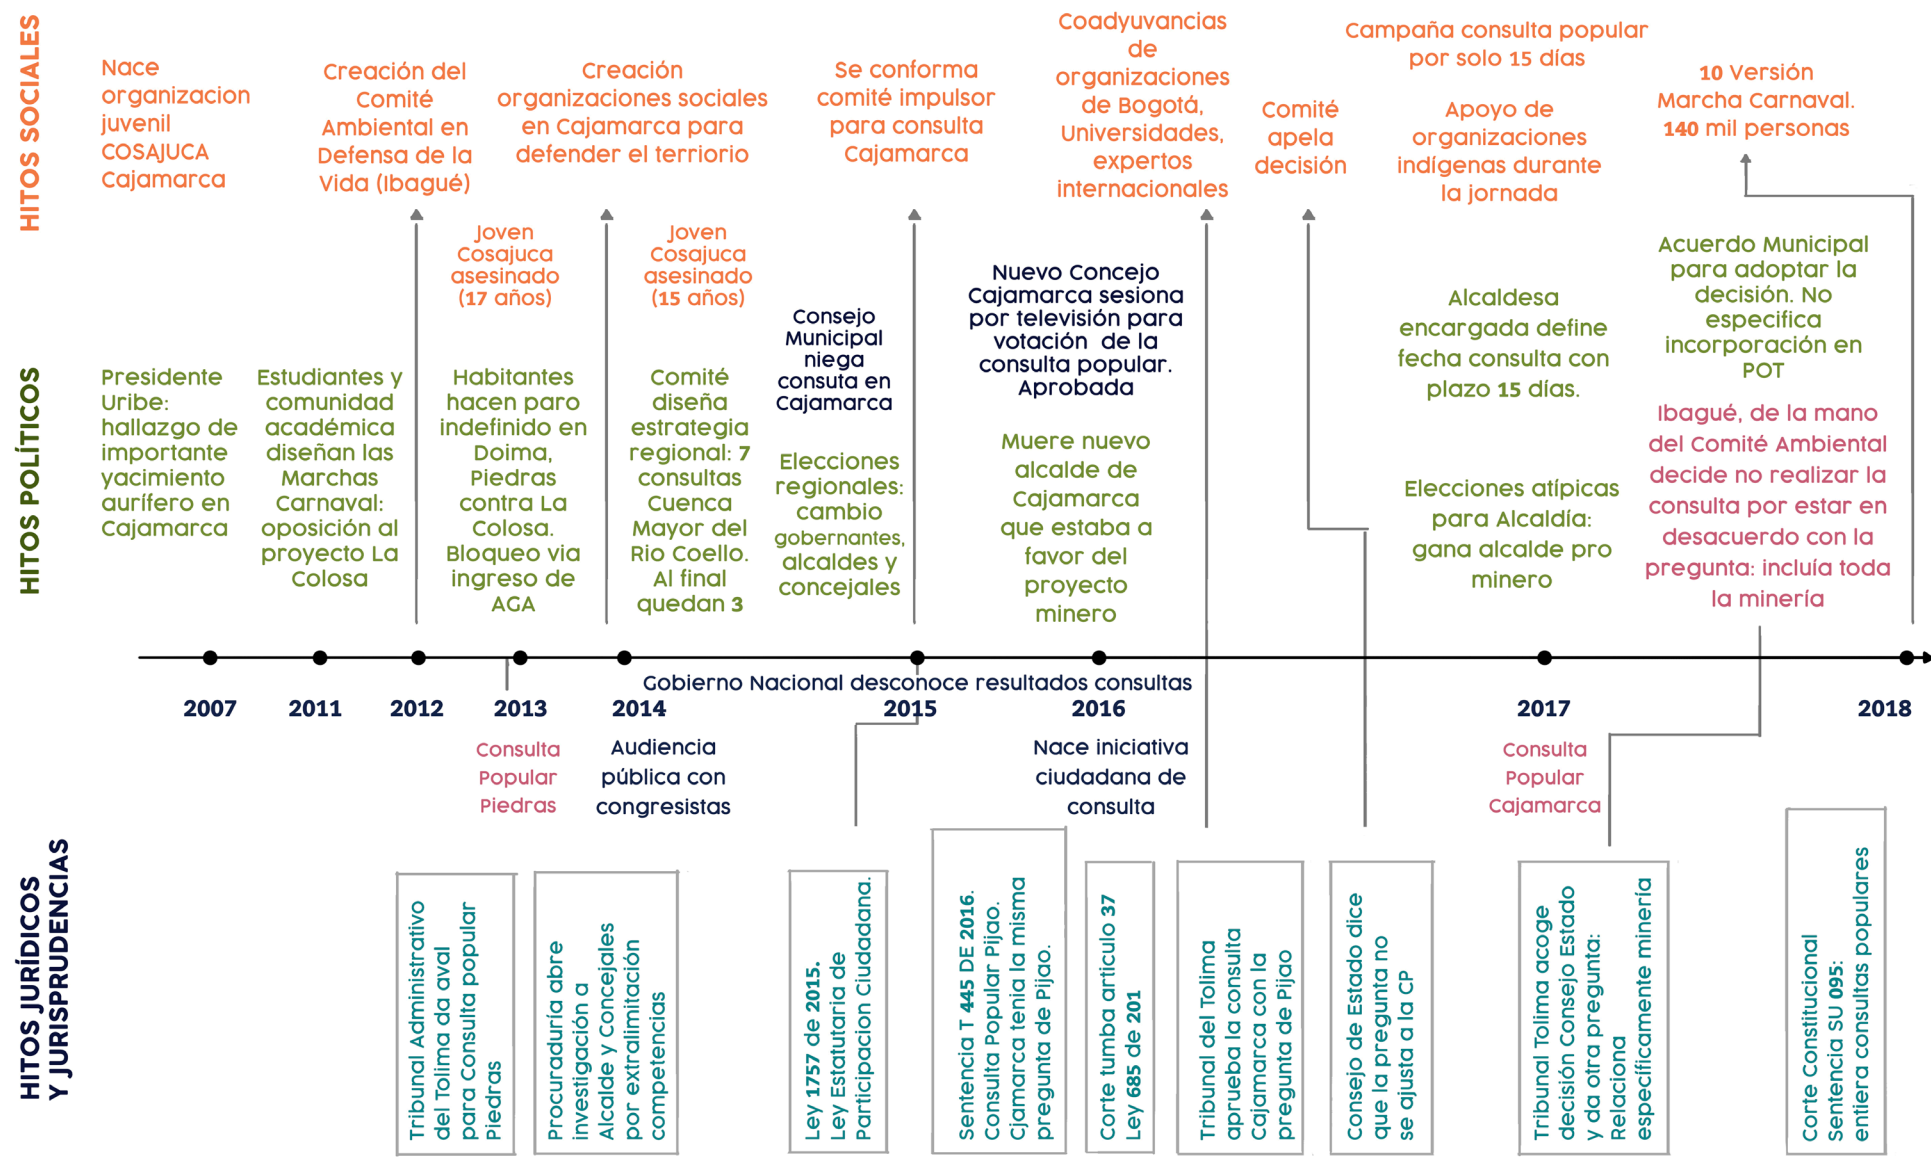 HITOS SOCIALES
Nace
organizacion
juvenil
COSAJUCA
Cajamarca
Creación del
Comité
Ambiental en
Defensa de la
Vida (Ibagué)
Joven
Cosajuca
asesinado
(17 años)
Creación
organizaciones sociales
en Cajamarca para
defender el terriorio
Joven
Cosajuca
asesinado
(15 años)
Se conforma
comité impulsor
para consulta
Cajamarca
Coadyuvancias
de
organizaciones
de Bogotá,
Universidades,
expertos
internacionales
Comité
apela
decisión
Campaña consulta popular
por solo 15 días
Apoyo de
organizaciones
indígenas durante
la jornada
10 Versión
Marcha Carnaval.
140 mil personas
HITOS POLÍTICOS
Presidente
Uribe:
hallazgo de
importante
yacimiento
aurífero en
Cajamarca
Estudiantes y
comunidad
académica
diseñan las
Marchas
Carnaval:
oposición al
proyecto La
Colosa
Habitantes
hacen paro
indefinido en
Doima,
Piedras
contra La
Colosa.
Bloqueo via
ingreso de
AGA
Comité
diseña
estrategia
regional: 7
consultas
Cuenca
Mayor del
Rio Coello.
Al final
quedan 3
Consejo
Municipal
niega
consuta en
Cajamarca
Elecciones
regionales:
cambio
gobernantes,
alcaldes y
concejales
Nuevo Concejo
Cajamarca sesiona
por televisión para
votación de la
consulta popular.
Aprobada
Muere nuevo
alcalde de
Cajamarca
que estaba a
favor del
proyecto
minero
Alcaldesa
encargada define
fecha consulta con
plazo 15 días.
Elecciones atípicas
para Alcaldía:
gana alcalde pro
minero
Acuerdo Municipal
para adoptar la
decisión. No
especifica
incorporación en
POT
Ibagué, de la mano
del Comité Ambiental
decide no realizar la
consulta por estar en
desacuerdo con la
pregunta: incluía toda
la minería
Gobierno Nacional desconoce resultados consultas
2007
2011
2012
2013
2014
2015
2016
2017
2018
Consulta
Popular
Piedras
Audiencia
pública con
congresistas
Nace iniciativa
ciudadana de
consulta
Consulta
Popular
Cajamarca
HITOS JURÍDICOS
Y JURISPRUDENCIAS
Tribunal Administrativo
del Tolima da aval
para Consulta popular
Piedras
Procuraduría abre
investigación a
Alcalde y Concejales
por extralimitación
competencias
Ley 1757 de 2015.
Ley Estatutaria de
Participacion Ciudadana.
Sentencia T 445 DE 2016.
Consulta Popular Pijao.
Cjamarca tenia la misma
pregunta de Pijao.
Corte tumba articulo 37
Ley 685 de 201
Tribunal del Tolima
aprueba la consulta
Cajamarca con la
pregunta de Pijao
Consejo de Estado dice
que la pregunta no
se ajusta a la CP
Tribunal Tolima acoge
decisión Consejo Estado
y da otra pregunta:
Relaciona
específicamente minería
Corte Constitucional
Sentencia SU 095:
entiera consultas populares